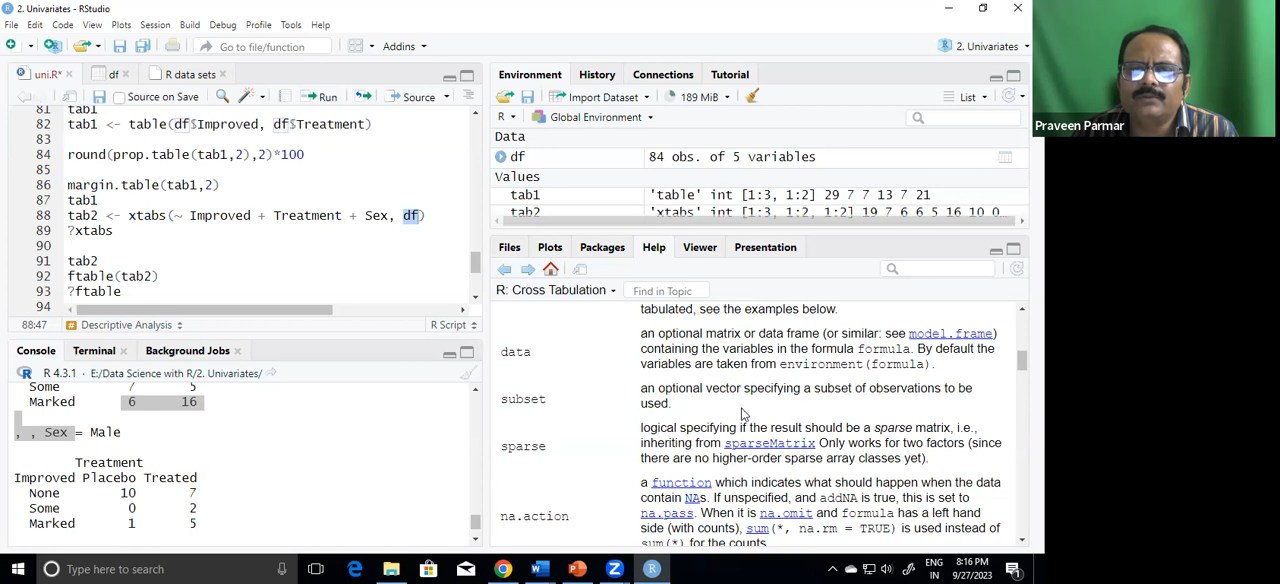 2. Univariates - RStudio
File Edit Code View Plots Session Build Debug Profile Tools Help
Go to file/function Addins 2. Univariates
uni.R* df R data sets
Source on Save Run Source
81 tab1
82 tab1 <- table(df$Improved, df$Treatment)
83
84 round(prop.table(tab1,2),2)*100
85
86 margin.table(tab1,2)
87 tab1
88 tab2 <- xtabs(~ Improved + Treatment + Sex, df)
89 ?xtabs
90
91 tab2
92 ftable(tab2)
93 ?ftable
94
88:47 # Descriptive Analysis R Script
Console Terminal Background Jobs
R 4.3.1 . E:/Data Science with R/2. Univariates/
Some 7 5
Marked 6 16
, , Sex = Male
Treatment
Improved Placebo Treated
None 10 7
Some 0 2
Marked 1 5
Environment History Connections Tutorial
Import Dataset 189 MiB List
R Global Environment
Data
df 84 obs. of 5 variables
Values
tab1 'table' int [1:3, 1:2] 29 7 7 13 7 21
tab2 'xtabs' int [1:3, 1:2, 1:2] 19 7 6 6 5 16 10 0
Files Plots Packages Help Viewer Presentation
R: Cross Tabulation Find in Topic
tabulated, see the examples below.
data
an optional matrix or data frame (or similar: see model.frame)
containing the variables in the formula formula. By default the
variables are taken from environment(formula).
subset
an optional vector specifying a subset of observations to be
used.
sparse
logical specifying if the result should be a sparse matrix, i.e.,
inheriting from sparseMatrix Only works for two factors (since
there are no higher-order sparse array classes yet).
na.action
a function which indicates what should happen when the data
contain NAs. If unspecified, and addNA is true, this is set to
na.pass. When it is na.omit and formula has a left hand
side (with counts), sum(*, na.rm = TRUE) is used instead of
sum(*) for the counts.
Praveen Parmar
Type here to search
ENG
IN
8:16 PM
9/27/2023
1